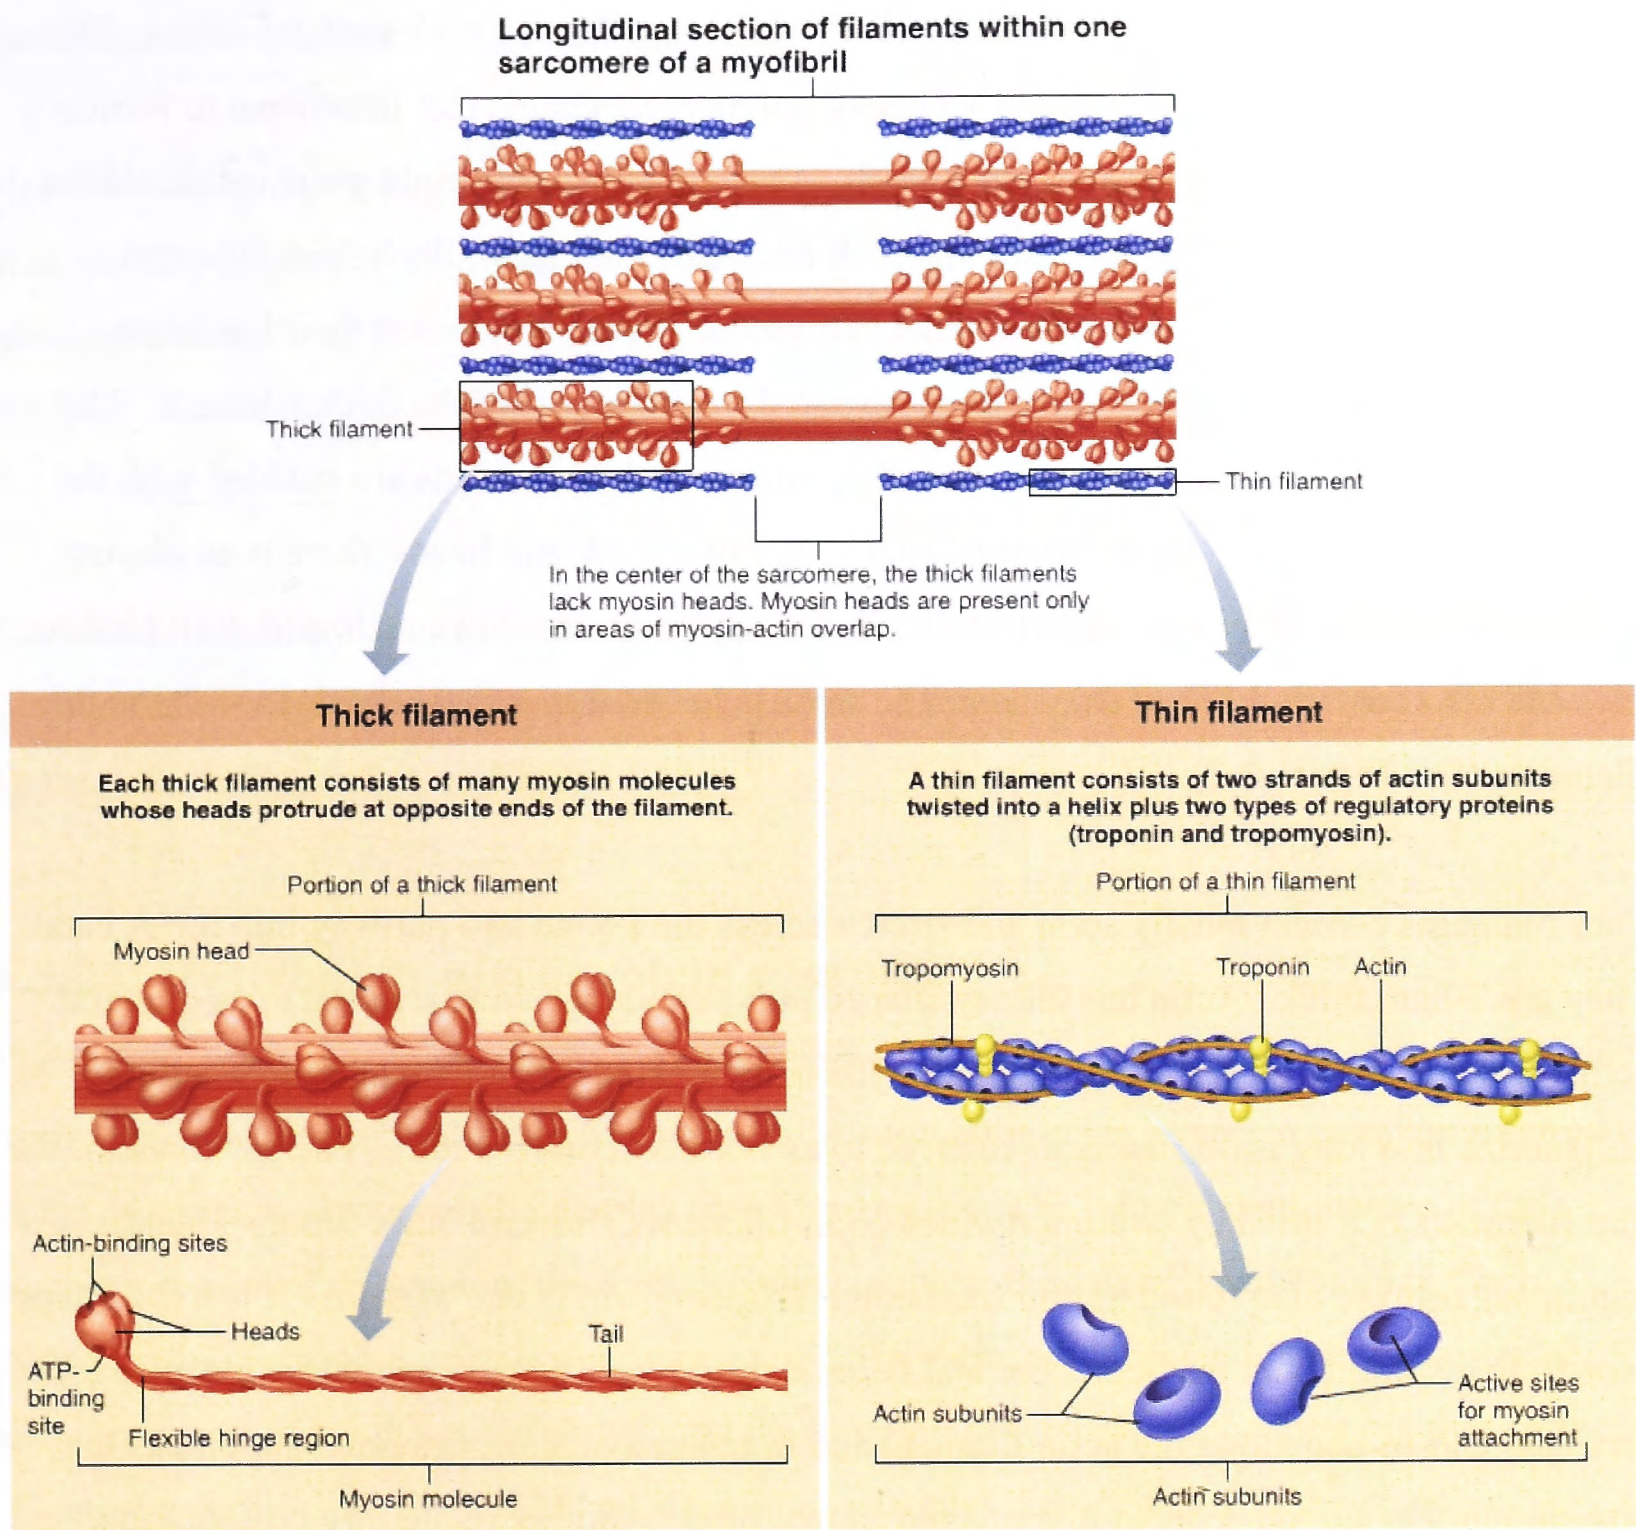 Longitudinal section of filaments within one
sarcomere of a myofibril
Thick filament
Thin filament
In the center of the sarcomere, the thick filaments
lack myosin heads. Myosin heads are present only
in areas of myosin-actin overlap.
Thick filament
Each thick filament consists of many myosin molecules
whose heads protrude at opposite ends of the filament.
Portion of a thick filament
Myosin head
Actin-binding sites
Heads
Tail
ATP-
binding
site
Flexible hinge region
Myosin molecule
Thin filament
A thin filament consists of two strands of actin subunits
twisted into a helix plus two types of regulatory proteins
(troponin and tropomyosin).
Portion of a thin filament
Tropomyosin
Troponin
Actin
Actin subunits
Active sites
for myosin
attachment
Actin subunits